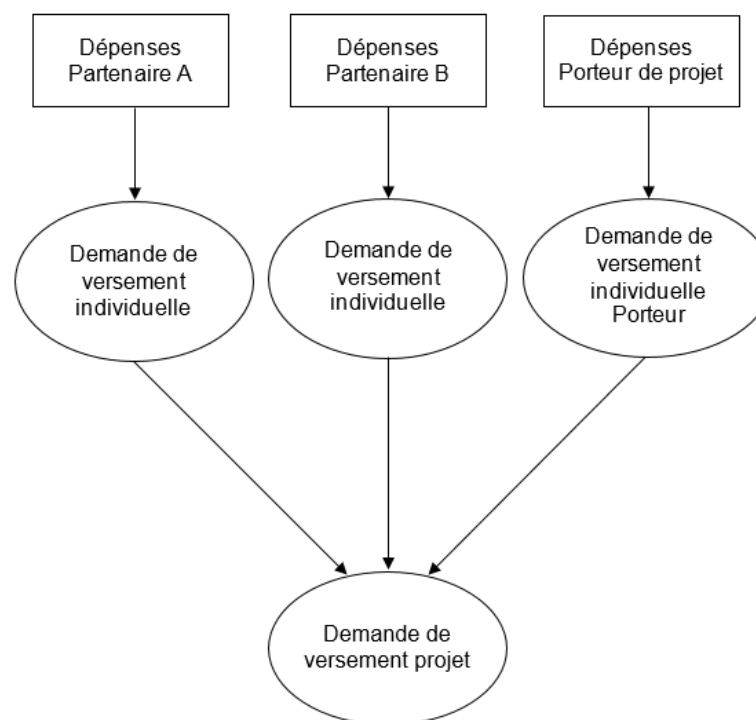 Dépenses
Partenaire A
Dépenses
Partenaire B
Dépenses
Porteur de projet
Demande de
versement
individuelle
Demande de
versement
individuelle
Demande de
versement
individuelle
Porteur
Demande de
versement projet